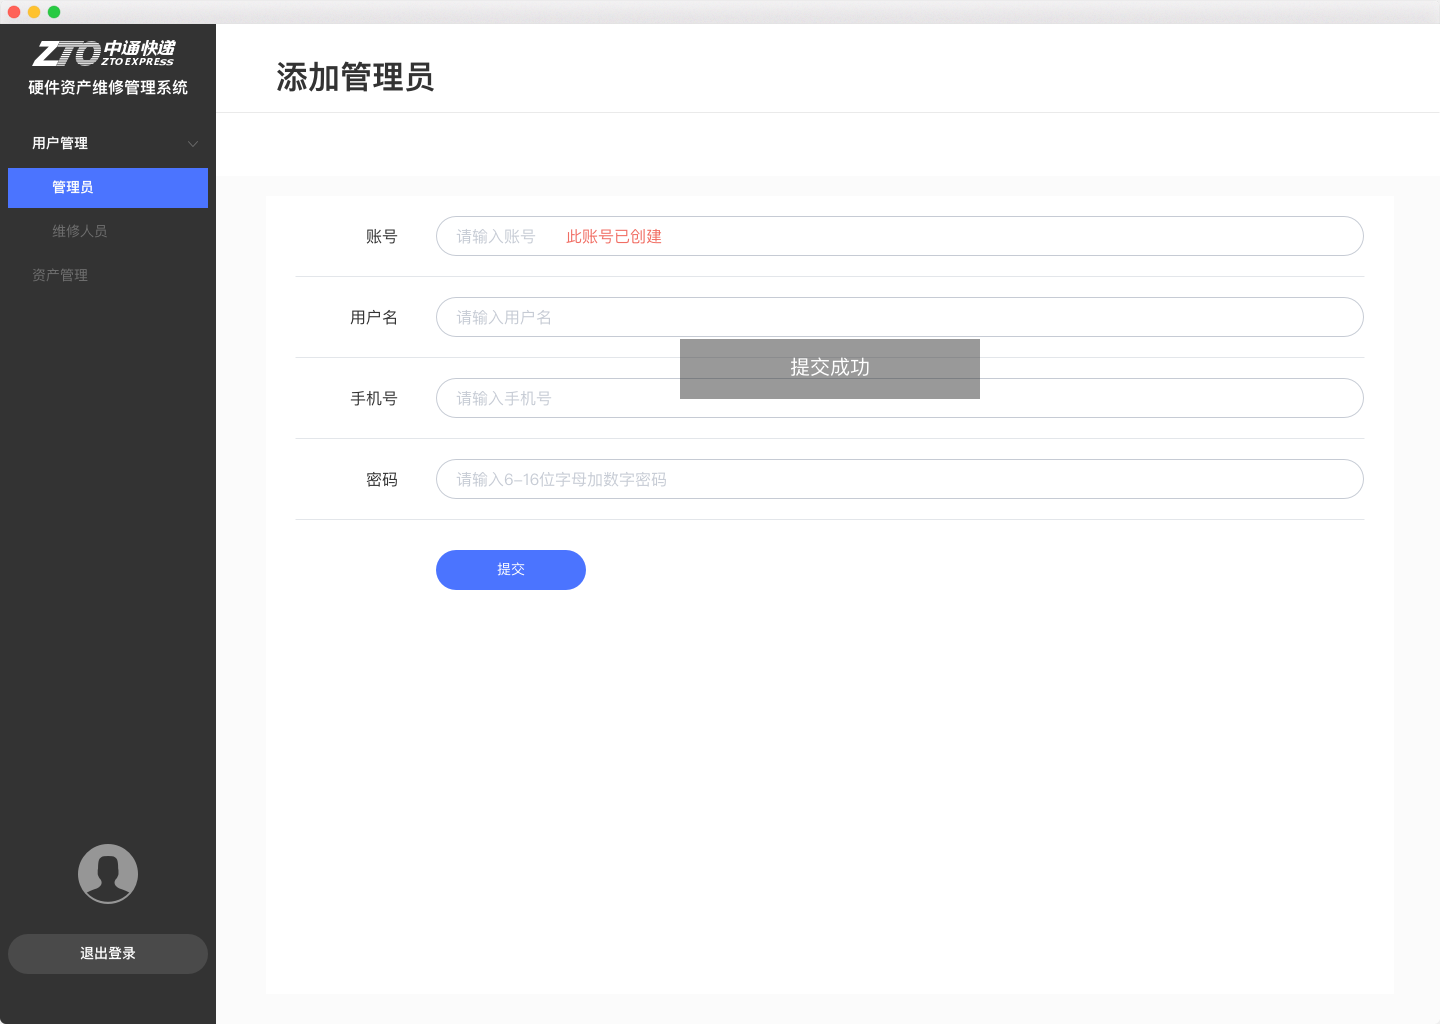 ZTO 中通快递
ZTO EXPRESS
硬件资产维修管理系统
用户管理
管理员
维修人员
资产管理
退出登录
添加管理员
账号 请输入账号 此账号已创建
用户名 请输入用户名
提交成功
手机号 请输入手机号
密码 请输入6-16位字母加数字密码
提交